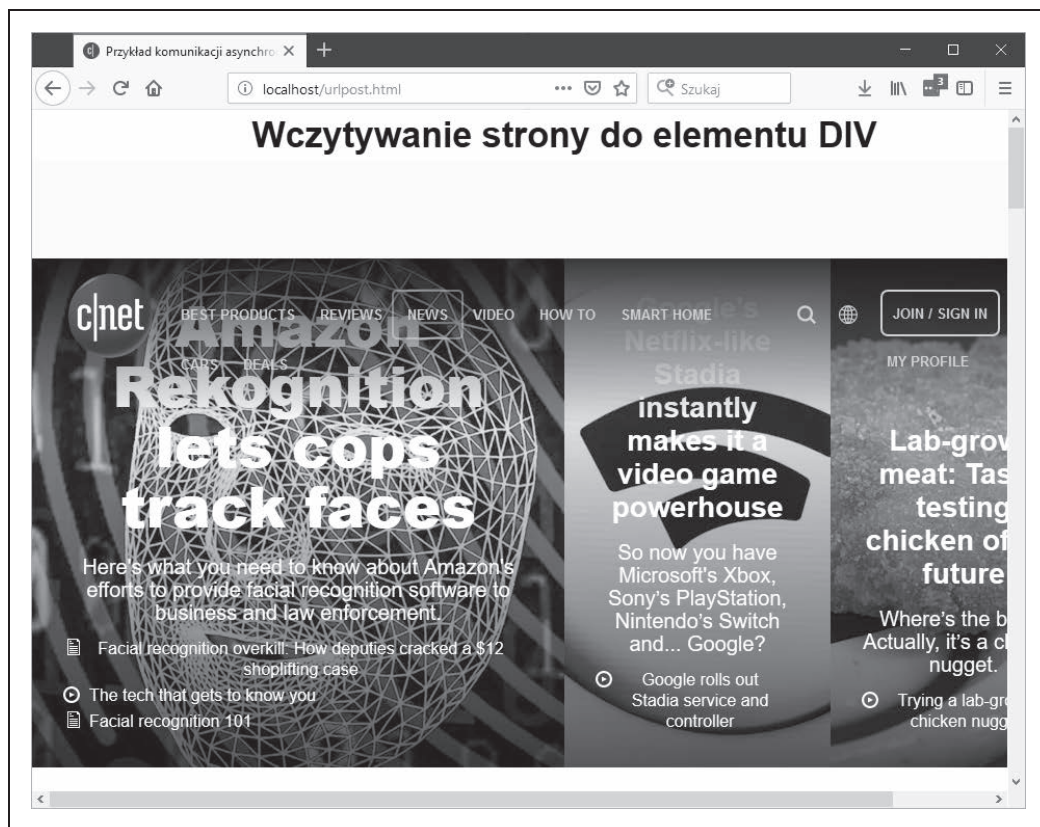 Przykład komunikacji asynchro
localhost/urlpost.html
Szukaj
3
Wczytywanie strony do elementu DIV
c|net
BEST PRODUCTS
REVIEWS
NEWS
VIDEO
HOW TO
SMART HOME
CARS
DEALS
JOIN / SIGN IN
MY PROFILE
Amazon
Rekognition
lets cops
track faces
Here's what you need to know about Amazon's
efforts to provide facial recognition software to
business and law enforcement.
Facial recognition overkill: How deputies cracked a $12
shoplifting case
The tech that gets to know you
Facial recognition 101
Google's
Netflix-like
Stadia
instantly
makes it a
video game
powerhouse
So now you have
Microsoft's Xbox,
Sony's PlayStation,
Nintendo's Switch
and... Google?
Google rolls out
Stadia service and
controller
Lab-grow
meat: Tas
testing
chicken of
future
Where's the b
Actually, it's a ch
nugget.
Trying a lab-gro
chicken nugg